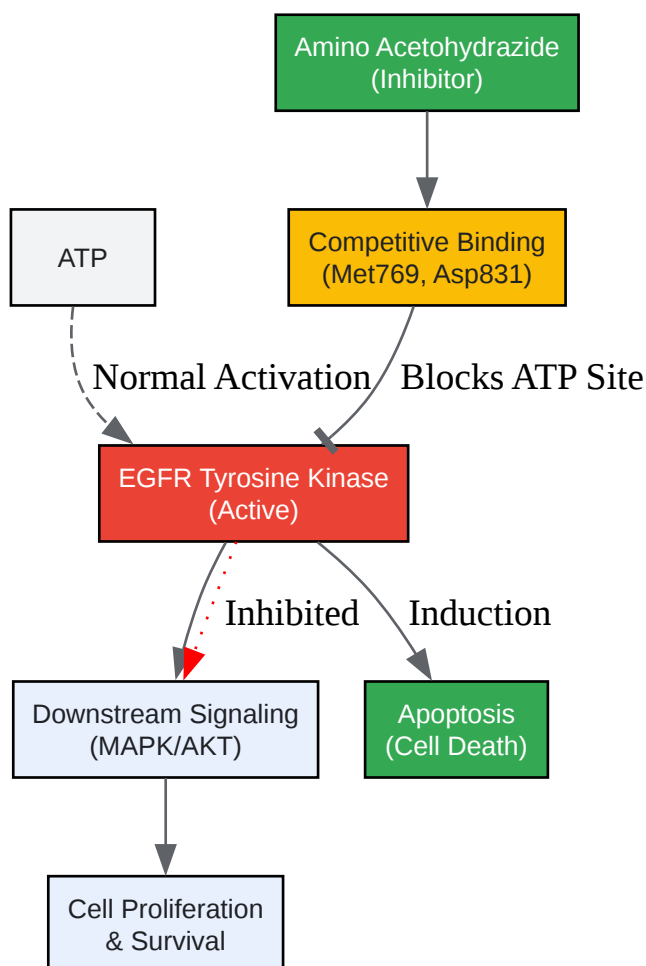 Amino Acetohydrazide
(Inhibitor)
ATP
Competitive Binding
(Met769, Asp831)
Normal Activation
Blocks ATP Site
EGFR Tyrosine Kinase
(Active)
Inhibited
Induction
Downstream Signaling
(MAPK/AKT)
Apoptosis
(Cell Death)
Cell Proliferation
& Survival